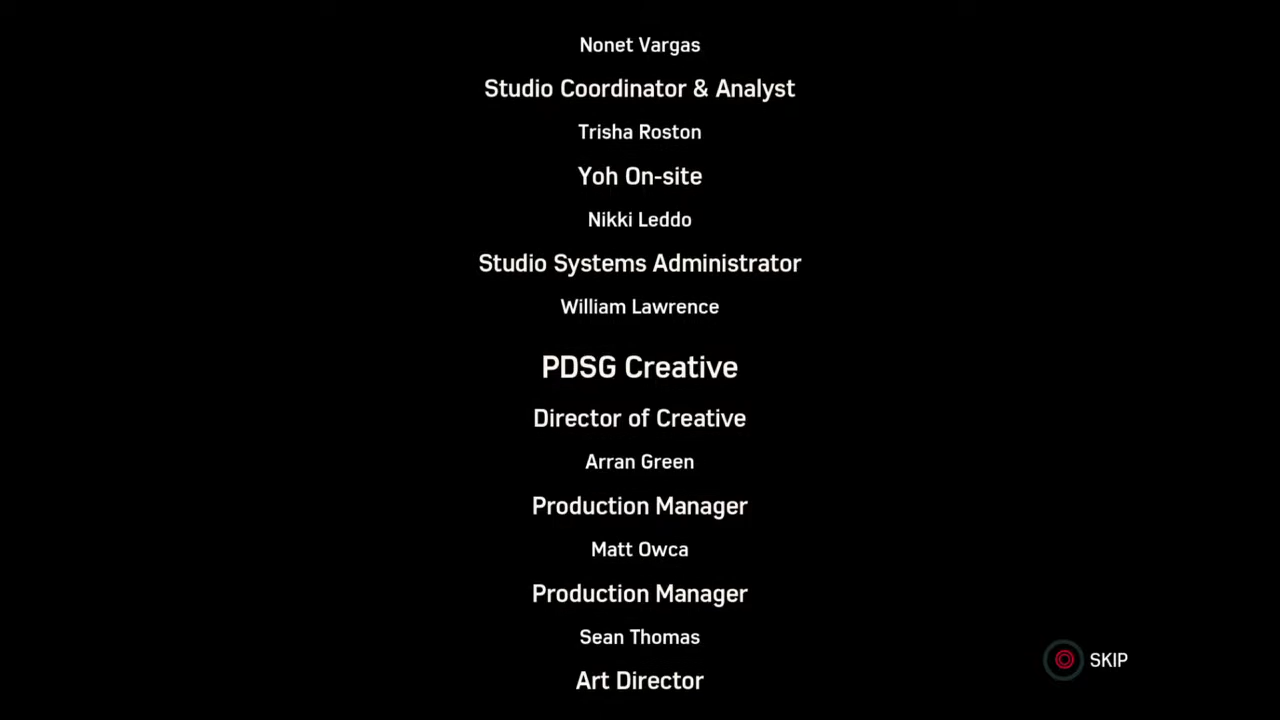 Nonet Vargas
Studio Coordinator & Analyst
Trisha Roston
Yoh On-site
Nikki Leddo
Studio Systems Administrator
William Lawrence
PDSG Creative
Director of Creative
Arran Green
Production Manager
Matt Owca
Production Manager
Sean Thomas
Art Director
SKIP